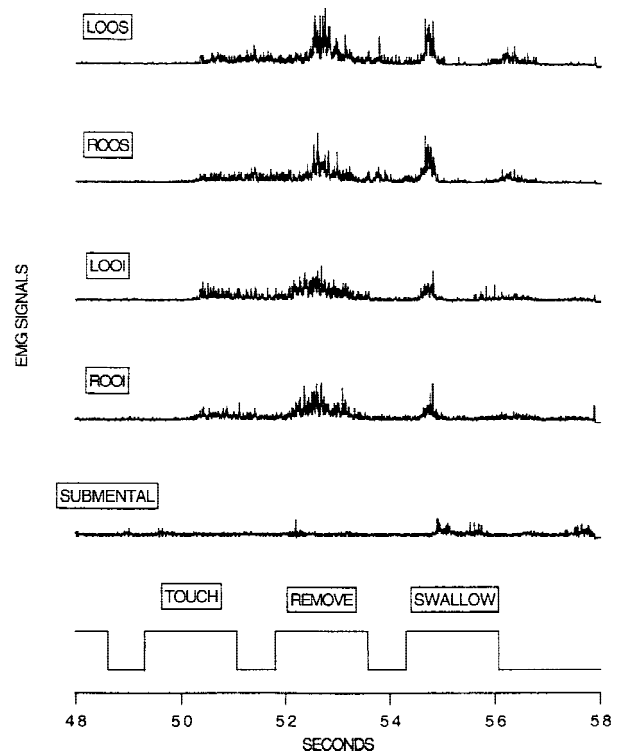 LOOS
ROOS
LOOI
EMG SIGNALS
ROOI
SUBMENTAL
TOUCH REMOVE SWALLOW
48 50 52 54 56 58
SECONDS